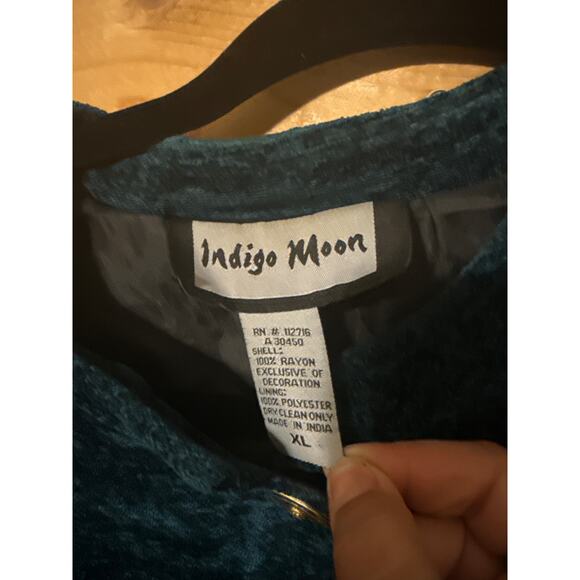 Indigo Moon
RN # 112716
A 30450
SHELL:
100% RAYON
EXCLUSIVE OF
DECORATION
LINING:
100% POLYESTER
DRY CLEAN ONLY
MADE IN INDIA
XL